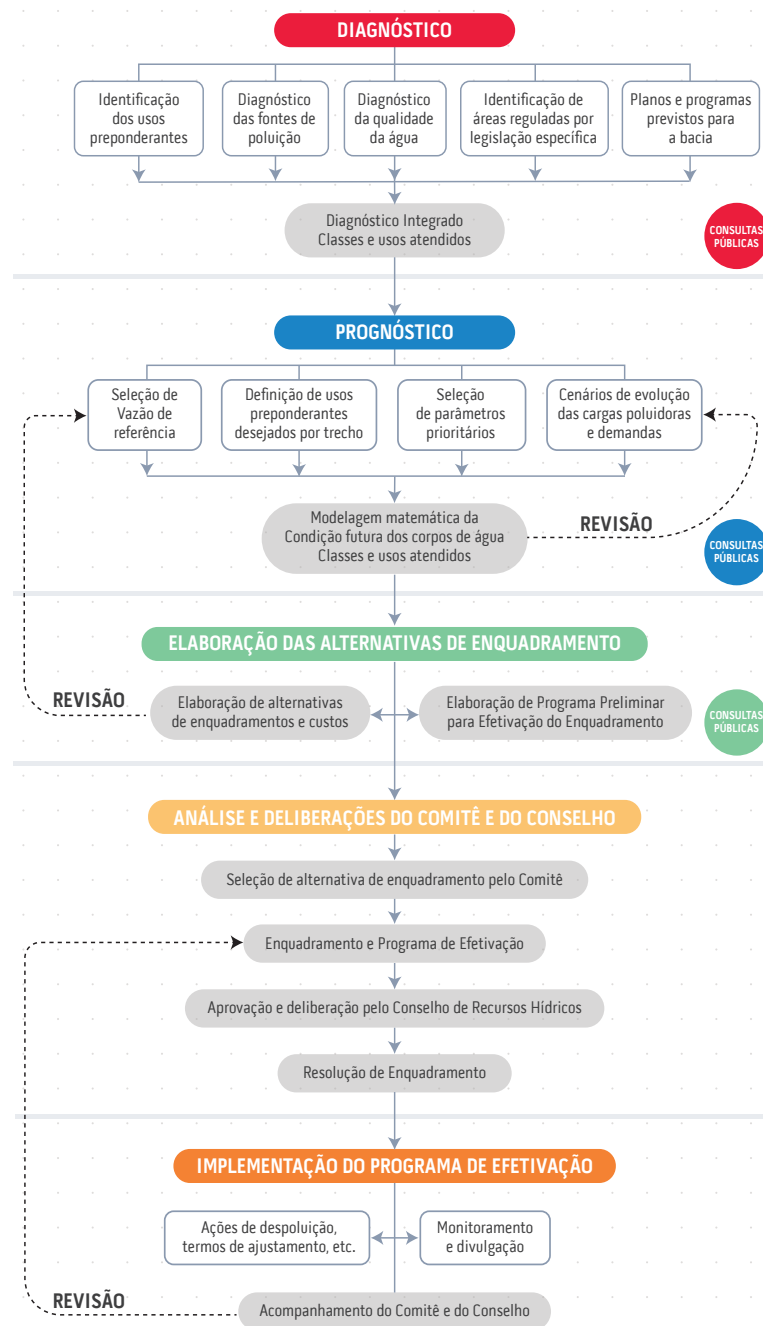 DIAGNÓSTICO
Identificação
dos usos
preponderantes
Diagnóstico
das fontes de
poluição
Diagnóstico
da qualidade
da água
Identificação de
áreas reguladas por
legislação específica
Planos e programas
previstos para
a bacia
Diagnóstico Integrado
Classes e usos atendidos
CONSULTAS
PÚBLICAS
PROGNÓSTICO
Seleção de
Vazão de
referência
Definição de usos
preponderantes
desejados por trecho
Seleção
de parâmetros
prioritários
Cenários de evolução
das cargas poluidoras
e demandas
Modelagem matemática da
Condição futura dos corpos de água
Classes e usos atendidos
REVISÃO
CONSULTAS
PÚBLICAS
ELABORAÇÃO DAS ALTERNATIVAS DE ENQUADRAMENTO
REVISÃO
Elaboração de alternativas
de enquadramentos e custos
Elaboração de Programa Preliminar
para Efetivação do Enquadramento
CONSULTAS
PÚBLICAS
ANÁLISE E DELIBERAÇÕES DO COMITÊ E DO CONSELHO
Seleção de alternativa de enquadramento pelo Comitê
Enquadramento e Programa de Efetivação
Aprovação e deliberação pelo Conselho de Recursos Hídricos
Resolução de Enquadramento
IMPLEMENTAÇÃO DO PROGRAMA DE EFETIVAÇÃO
Ações de despoluição,
termos de ajustamento, etc.
Monitoramento
e divulgação
REVISÃO
Acompanhamento do Comitê e do Conselho